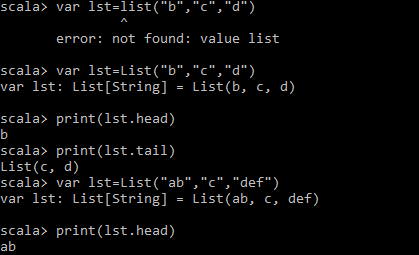 scala> var lst=list("b","c","d")
^
error: not found: value list
scala> var lst=List("b","c","d")
var lst: List[String] = List(b, c, d)
scala> print(lst.head)
b
scala> print(lst.tail)
List(c, d)
scala> var lst=List("ab","c","def")
var lst: List[String] = List(ab, c, def)
scala> print(lst.head)
ab